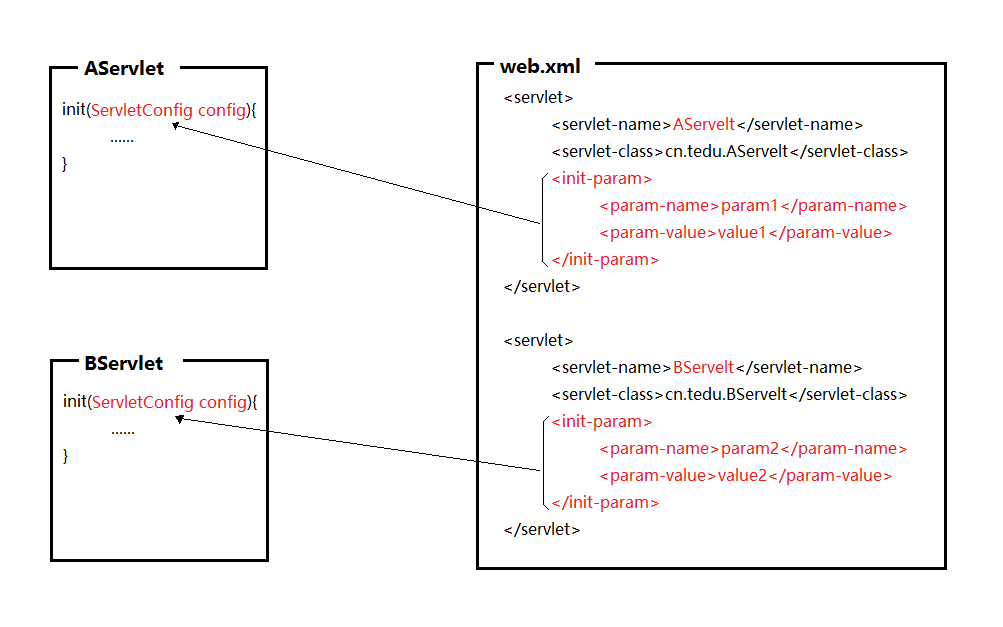 AServlet
init(ServletConfig config){
......
}
BServlet
init(ServletConfig config){
......
}
web.xml
<servlet>
<servlet-name>AServelt</servlet-name>
<servlet-class>cn.tedu.AServelt</servlet-class>
<init-param>
<param-name>param1</param-name>
<param-value>value1</param-value>
</init-param>
</servlet>
<servlet>
<servlet-name>BServelt</servlet-name>
<servlet-class>cn.tedu.BServelt</servlet-class>
<init-param>
<param-name>param2</param-name>
<param-value>value2</param-value>
</init-param>
</servlet>